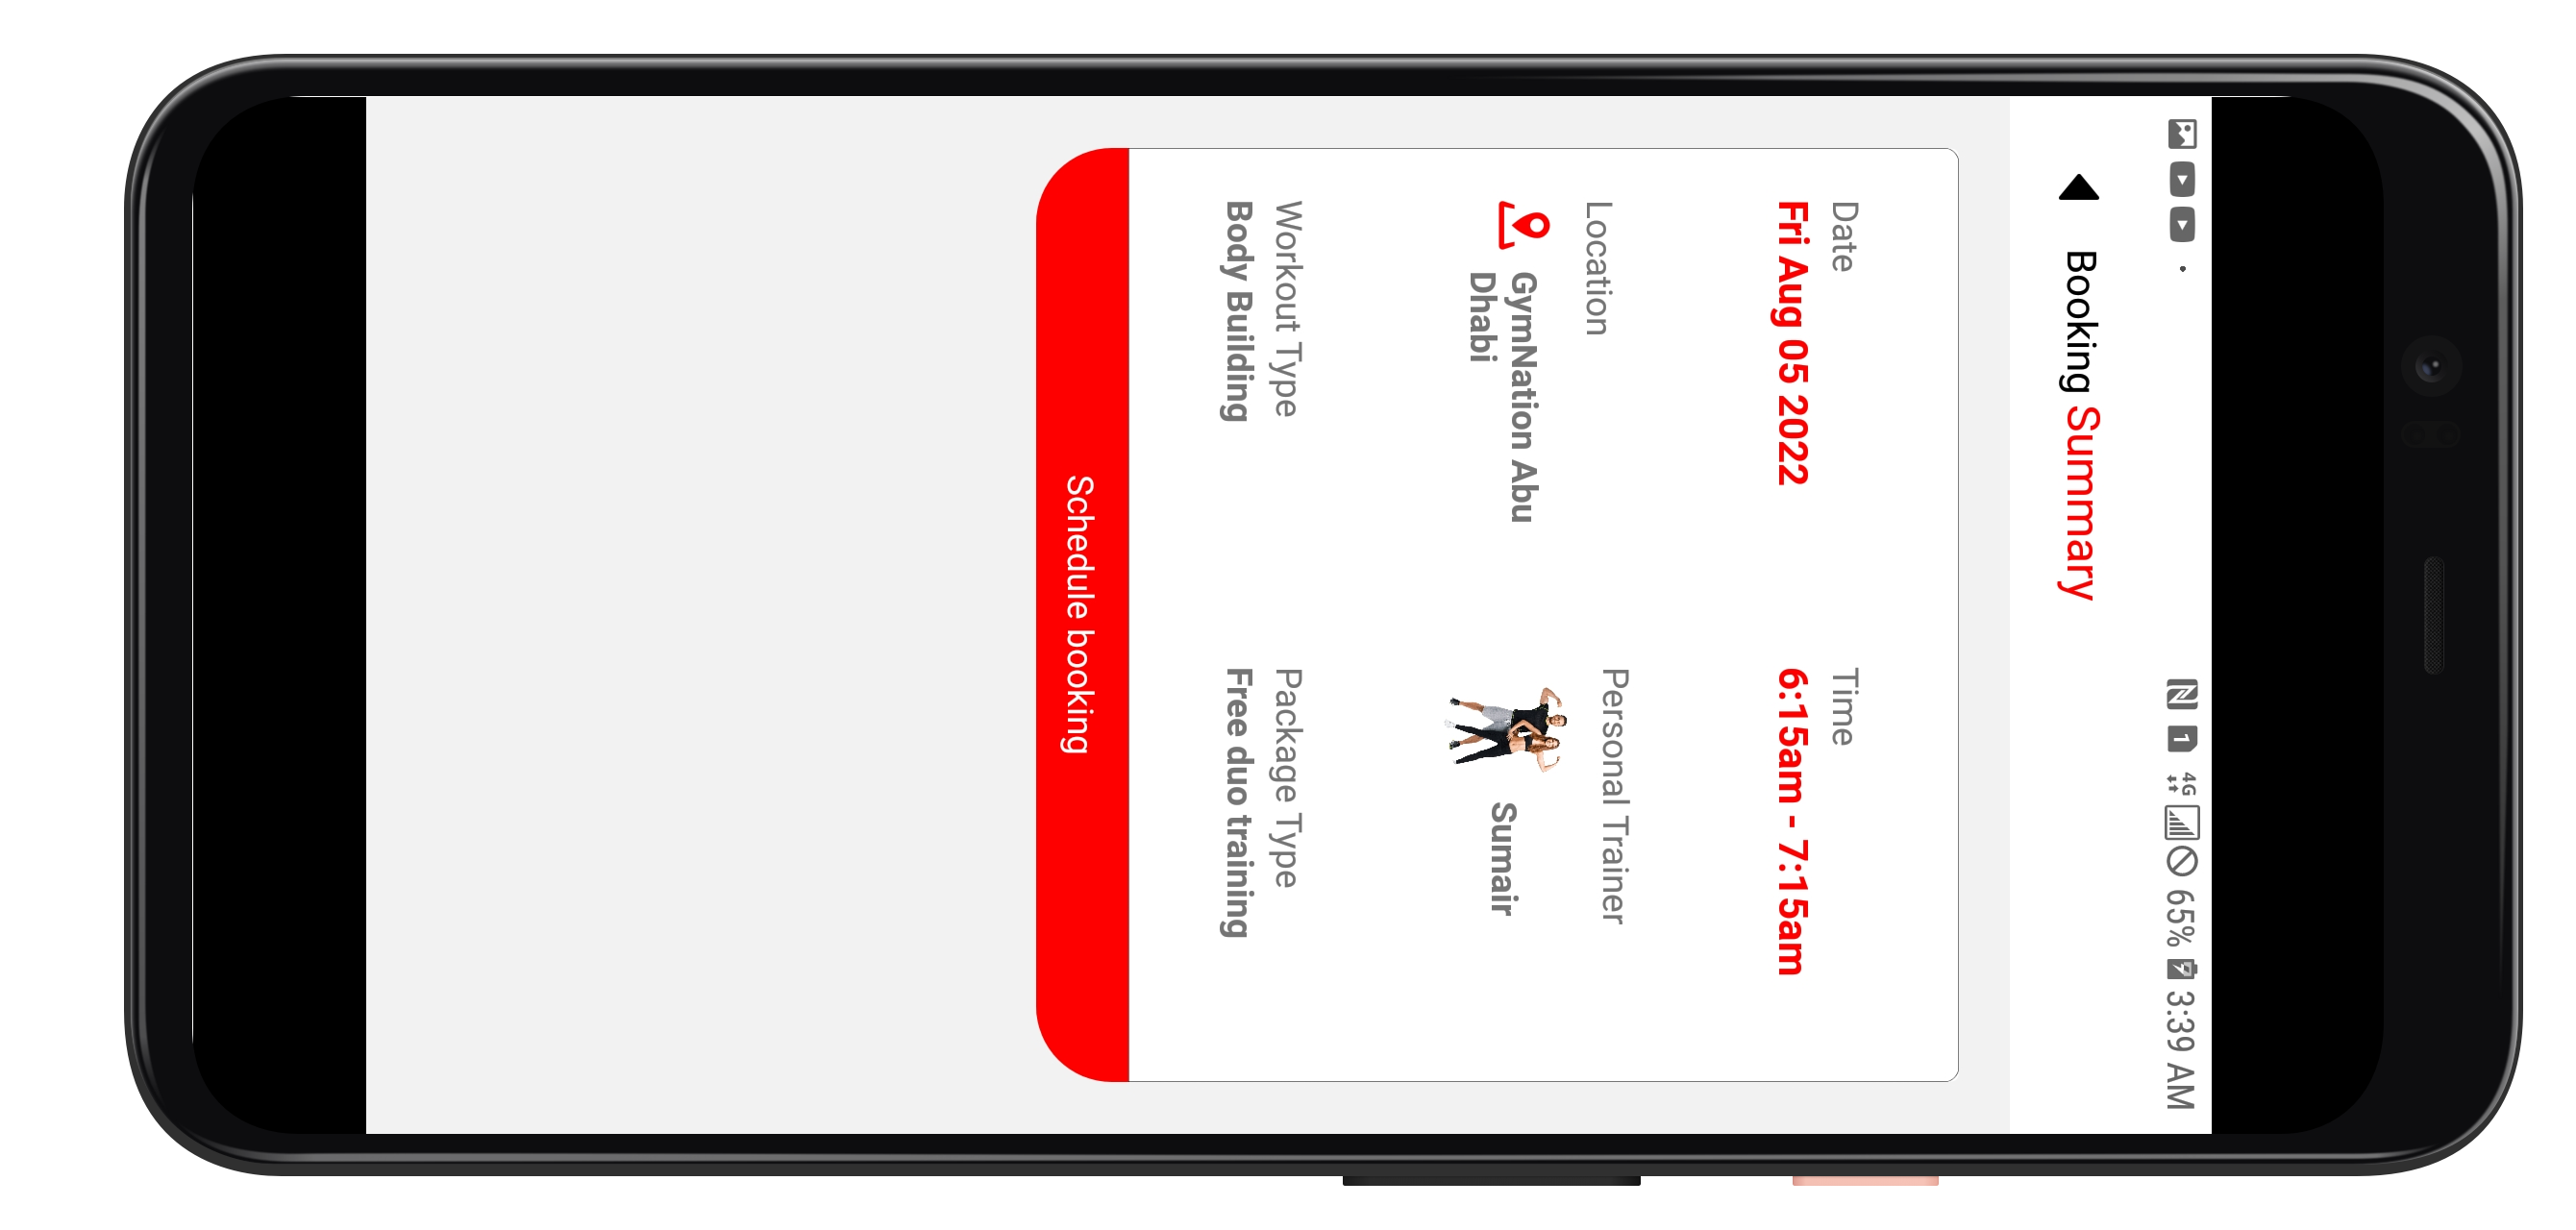 1 4G 65% 3:39 AM
Booking Summary
Date
Fri Aug 05 2022
Time
6:15am - 7:15am
Location
GymNation Abu
Dhabi
Personal Trainer
Sumair
Workout Type
Body Building
Package Type
Free duo training
Schedule booking